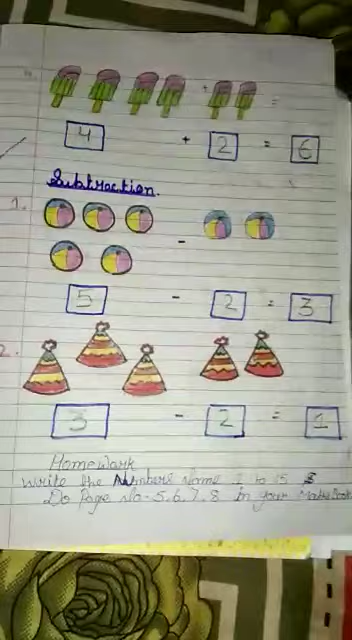 + =
4 + 2 = 6
Subtraction.
1.
-
5 - 2 = 3
2.
3 - 2 = 1
HomeWork
Write the Numbers Name 1 to 15
Do Page No-5,6,7,8 in your Maths Book